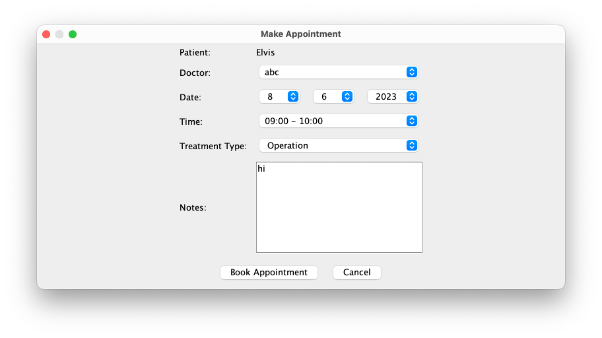 Make Appointment
Patient: Elvis
Doctor: abc
Date: 8 6 2023
Time: 09:00 - 10:00
Treatment Type: Operation
Notes: hi
Book Appointment Cancel